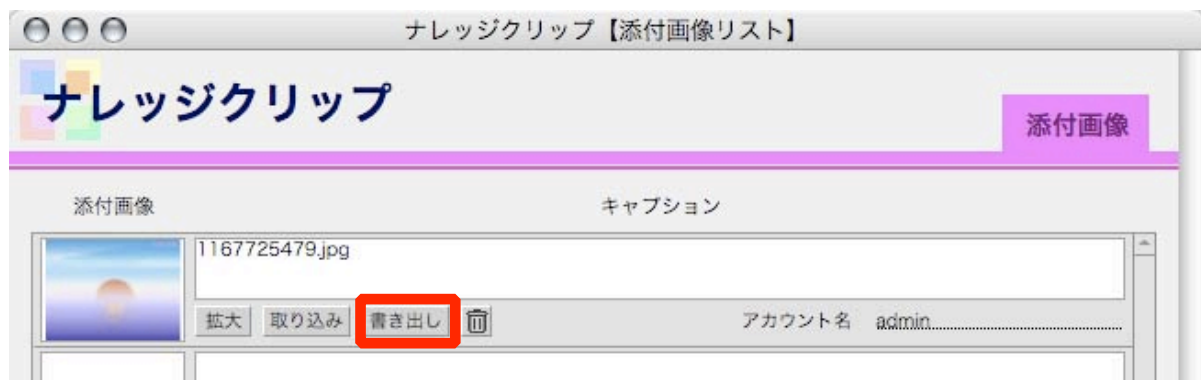 ナレッジクリップ【添付画像リスト】
ナレッジクリップ
添付画像
添付画像 キャプション
1167725479.jpg
拡大 取り込み 書き出し アカウント名 admin